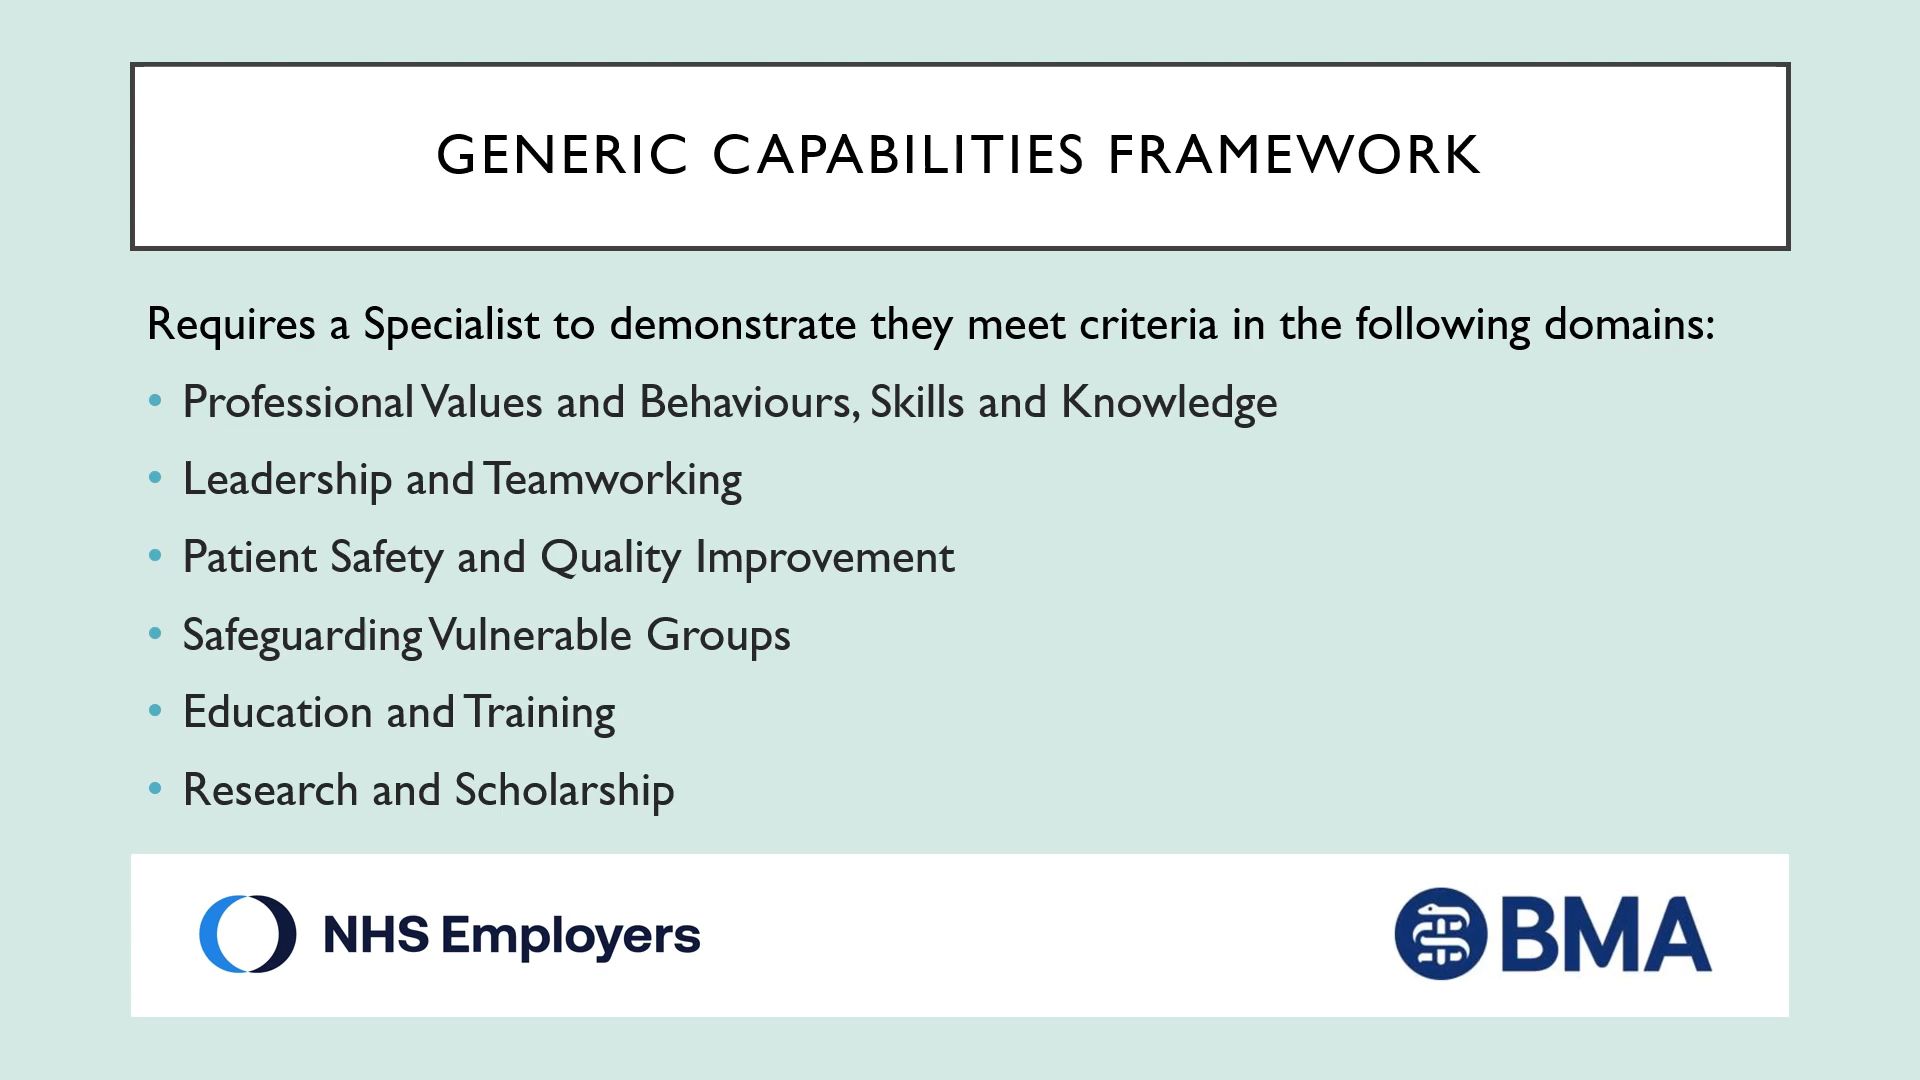 GENERIC CAPABILITIES FRAMEWORK
Requires a Specialist to demonstrate they meet criteria in the following domains:
• Professional Values and Behaviours, Skills and Knowledge
• Leadership and Teamworking
• Patient Safety and Quality Improvement
• Safeguarding Vulnerable Groups
• Education and Training
• Research and Scholarship
NHS Employers
BMA